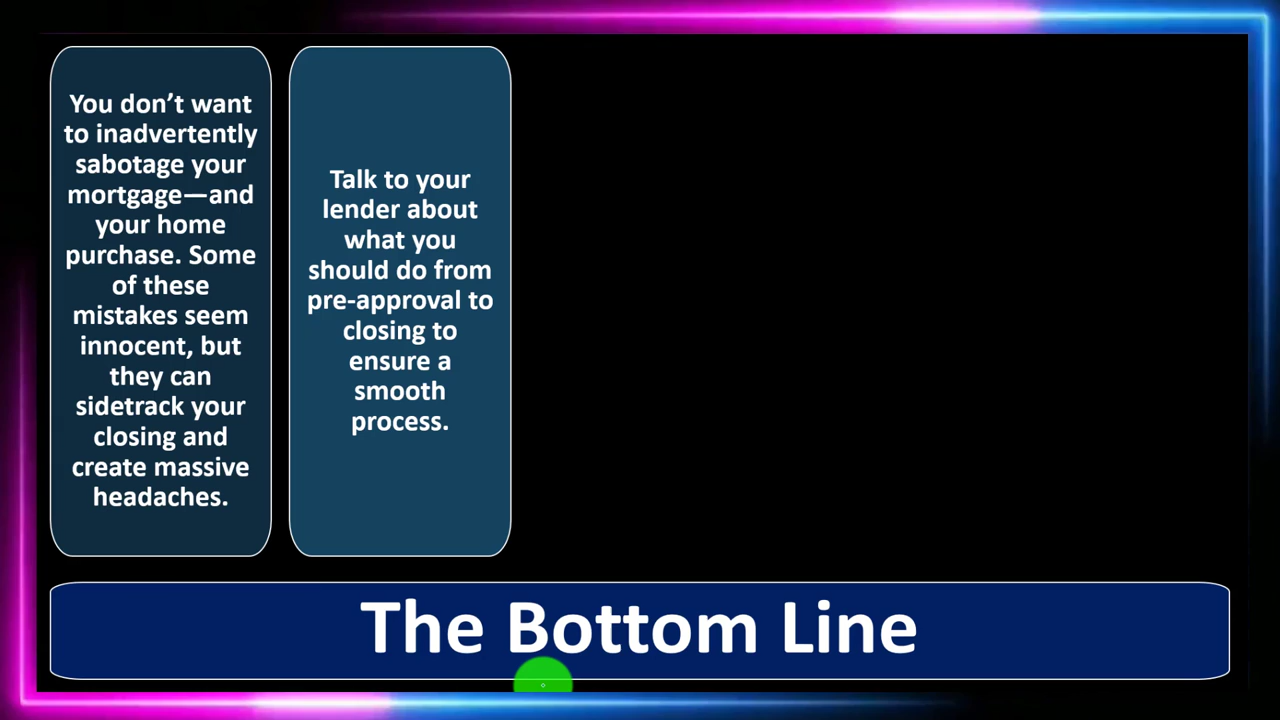 You don’t want
to inadvertently
sabotage your
mortgage—and
your home
purchase. Some
of these
mistakes seem
innocent, but
they can
sidetrack your
closing and
create massive
headaches.
Talk to your
lender about
what you
should do from
pre-approval to
closing to
ensure a
smooth
process.
The Bottom Line